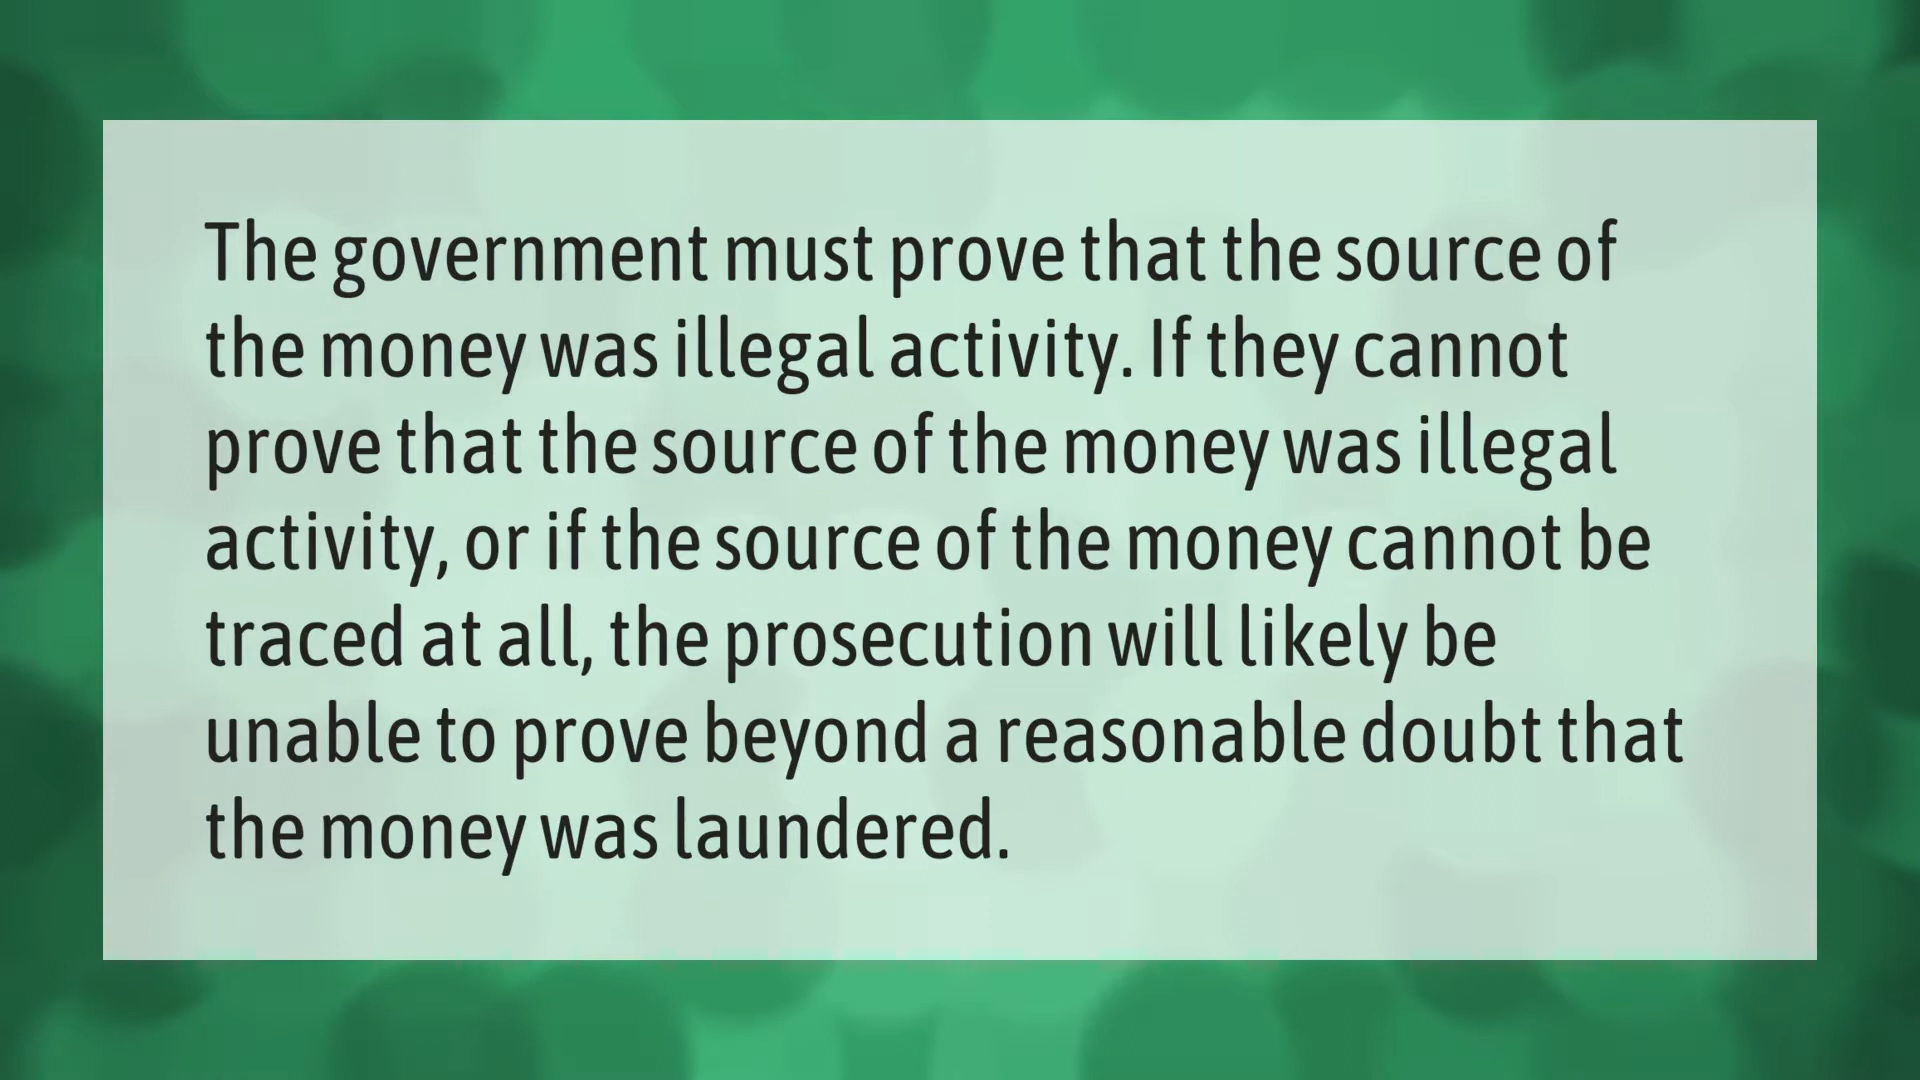 The government must prove that the source of
the money was illegal activity. If they cannot
prove that the source of the money was illegal
activity, or if the source of the money cannot be
traced at all, the prosecution will likely be
unable to prove beyond a reasonable doubt that
the money was laundered.